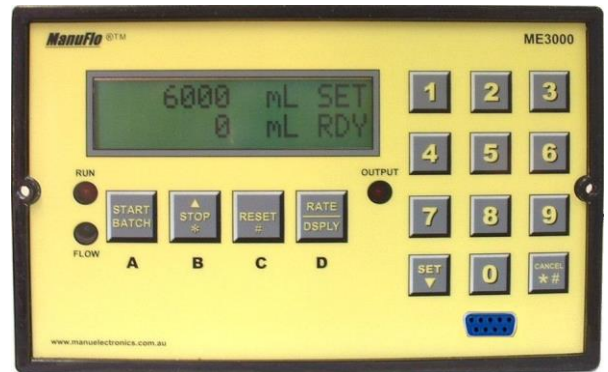 ManuFlo ®™
ME3000
6000 mL SET
0 mL RDY
RUN
FLOW
START
BATCH
▲
STOP
*
RESET
#
RATE
DSPLY
A
B
C
D
OUTPUT
1 2 3
4 5 6
7 8 9
SET
▼
0
CANCEL
*#
www.manuelectronics.com.au